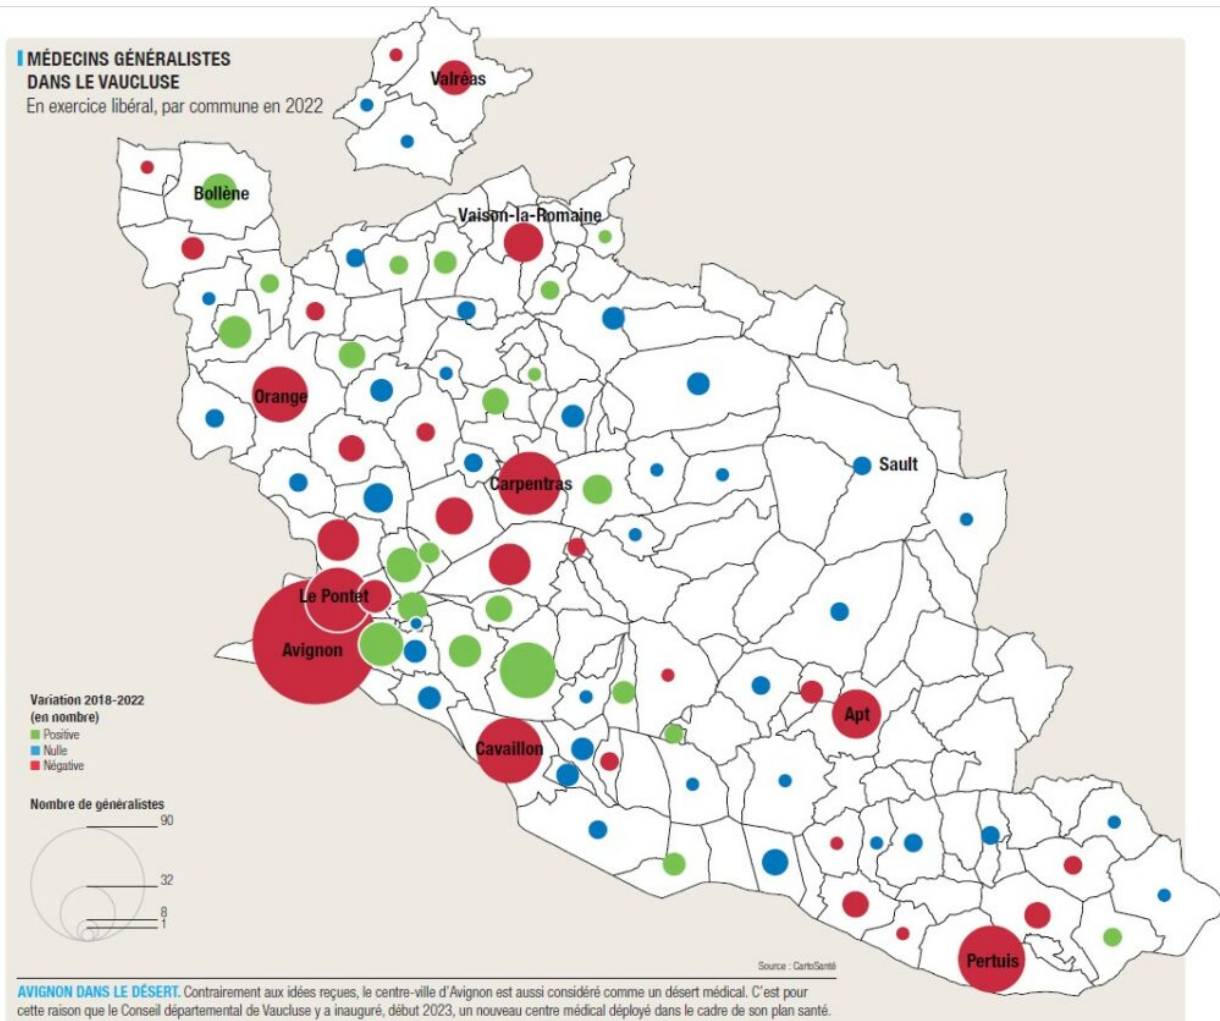 MÉDECINS GÉNÉRALISTES
DANS LE VAUCLUSE
En exercice libéral, par commune en 2022
Valréas
Bollène
Vaison-la-Romaine
Orange
Sault
Carpentras
Le Pontet
Avignon
Apt
Cavaillon
Pertuis
Variation 2018-2022
(en nombre)
Positive
Nulle
Négative
Nombre de généralistes
90
32
8
1
Source : CartoSanté
AVIGNON DANS LE DÉSERT. Contrairement aux idées reçues, le centre-ville d'Avignon est aussi considéré comme un désert médical. C'est pour
cette raison que le Conseil départemental de Vaucluse y a inauguré, début 2023, un nouveau centre médical déployé dans le cadre de son plan santé.